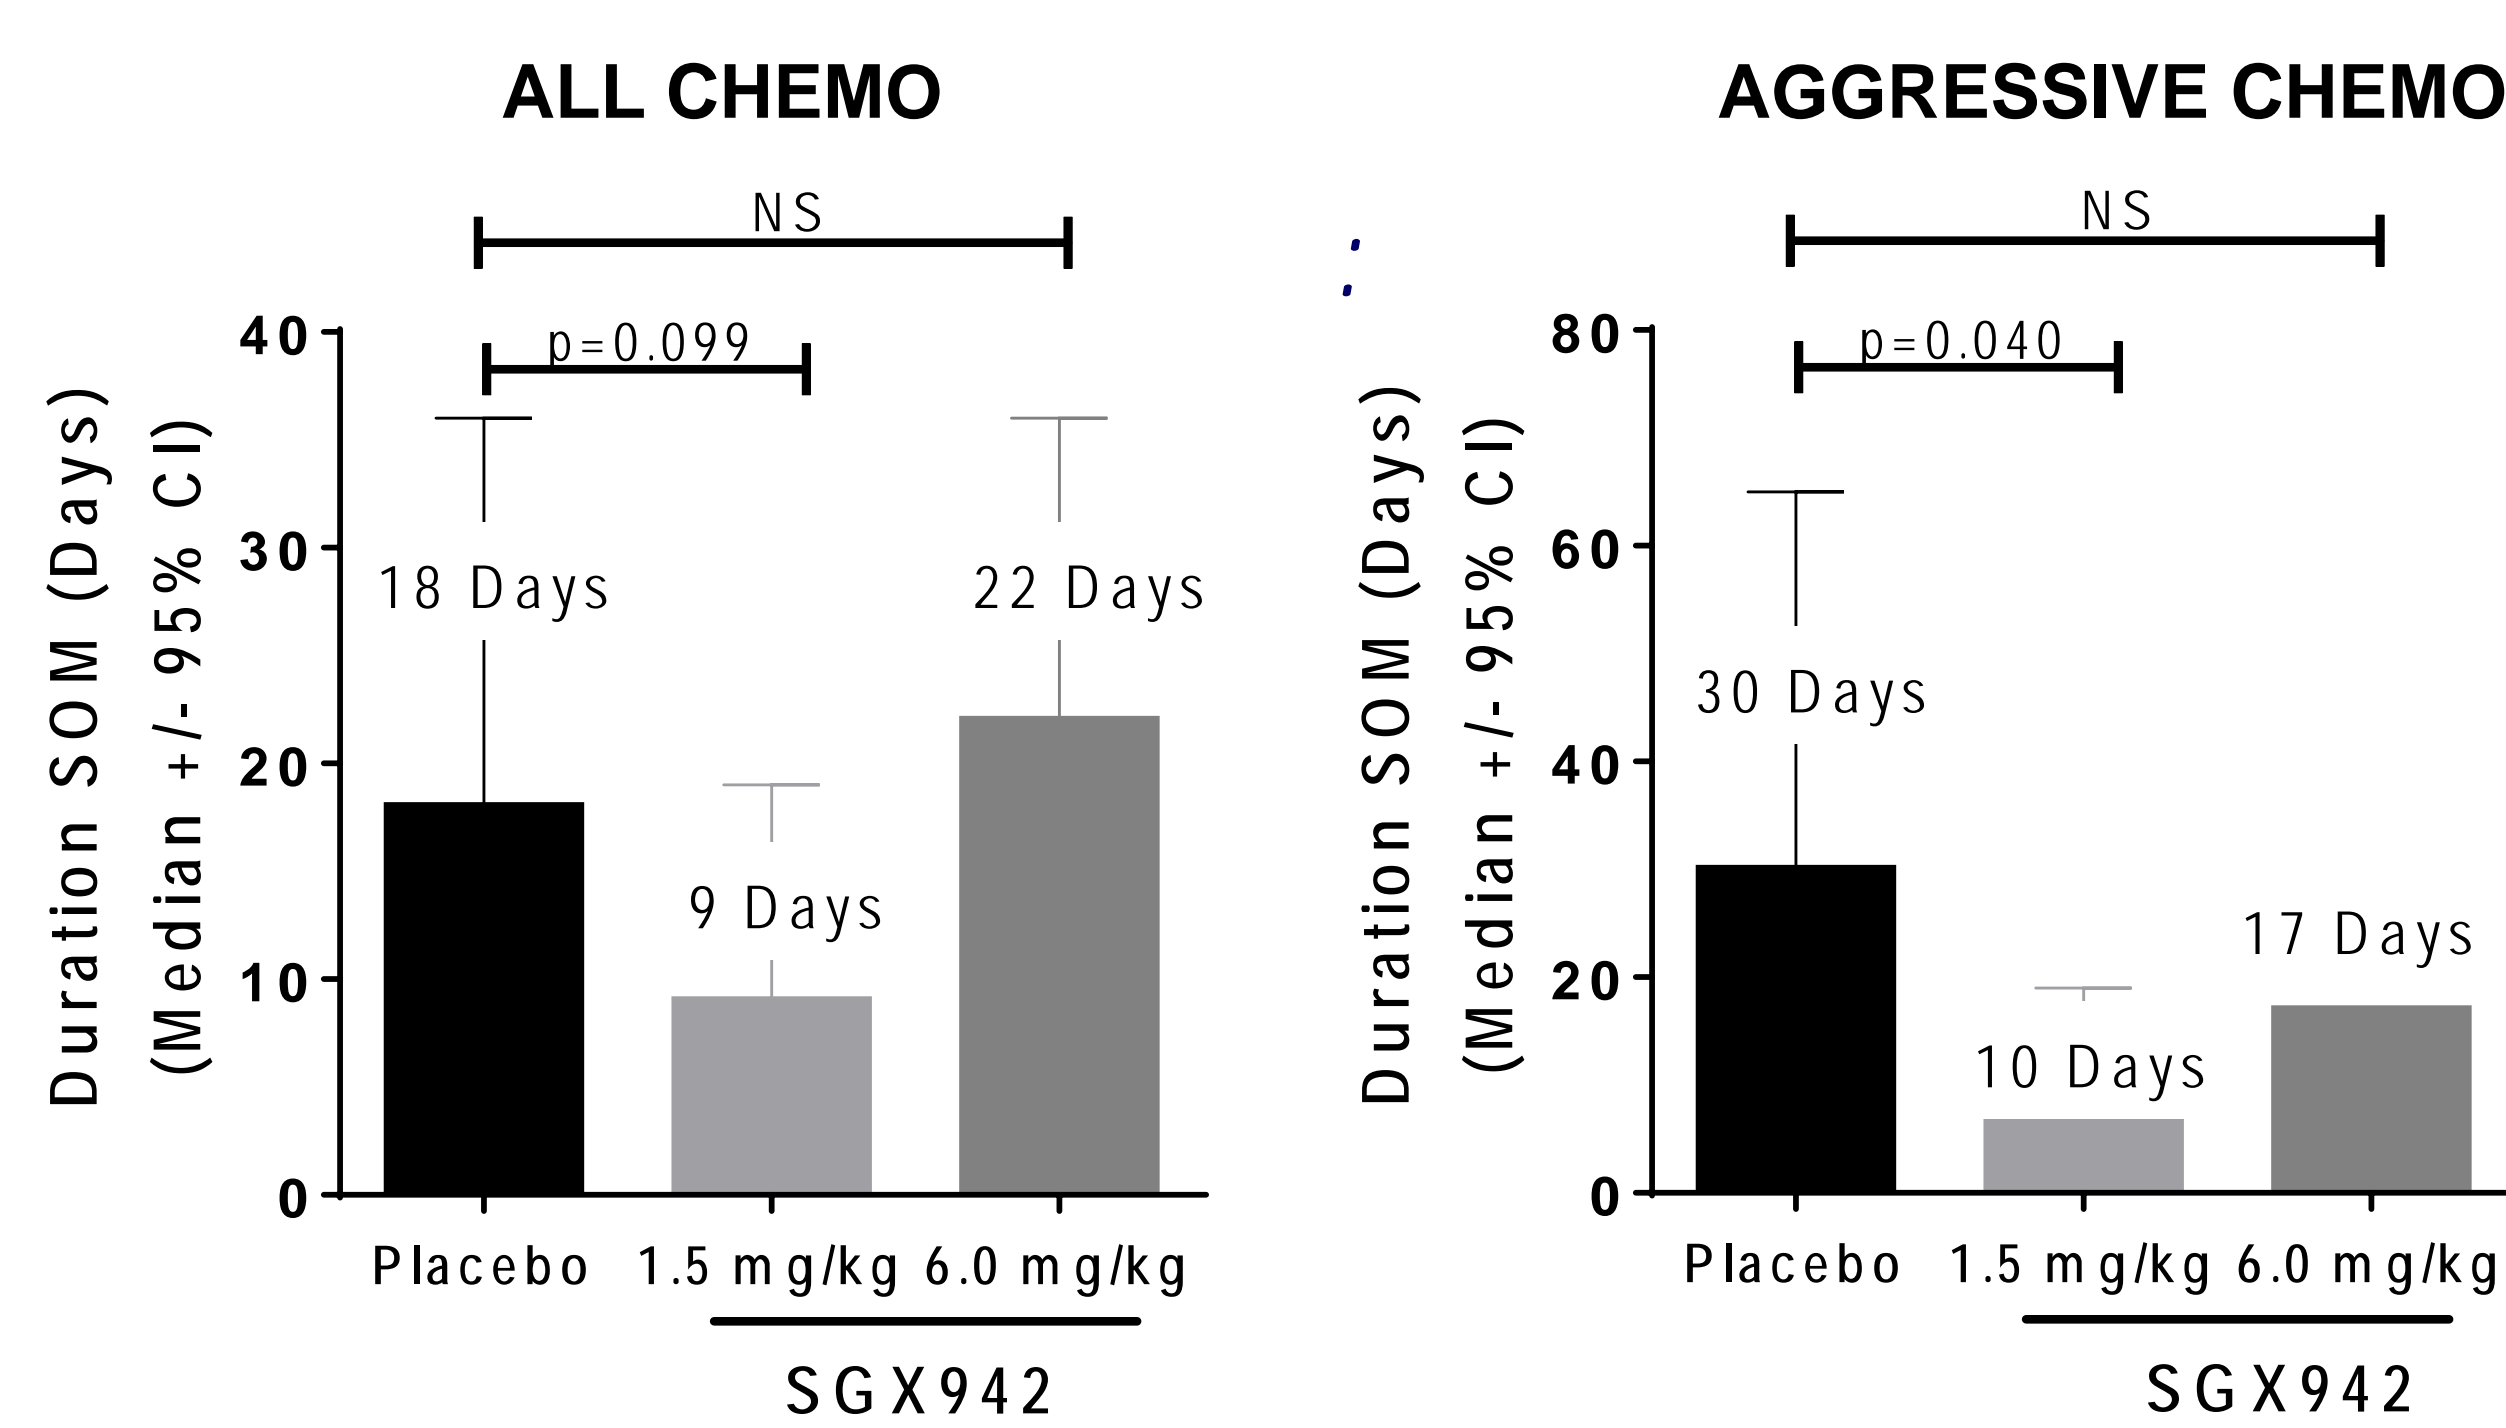 ALL CHEMO
NS
p=0.099
40
30
20
10
0
Duration SOM (Days)
(Median +/- 95% CI)
18 Days
9 Days
22 Days
Placebo
1.5 mg/kg
6.0 mg/kg
SGX942
AGGRESSIVE CHEMO
NS
p=0.040
80
60
40
20
0
Duration SOM (Days)
(Median +/- 95% CI)
30 Days
10 Days
17 Days
Placebo
1.5 mg/kg
6.0 mg/kg
SGX942